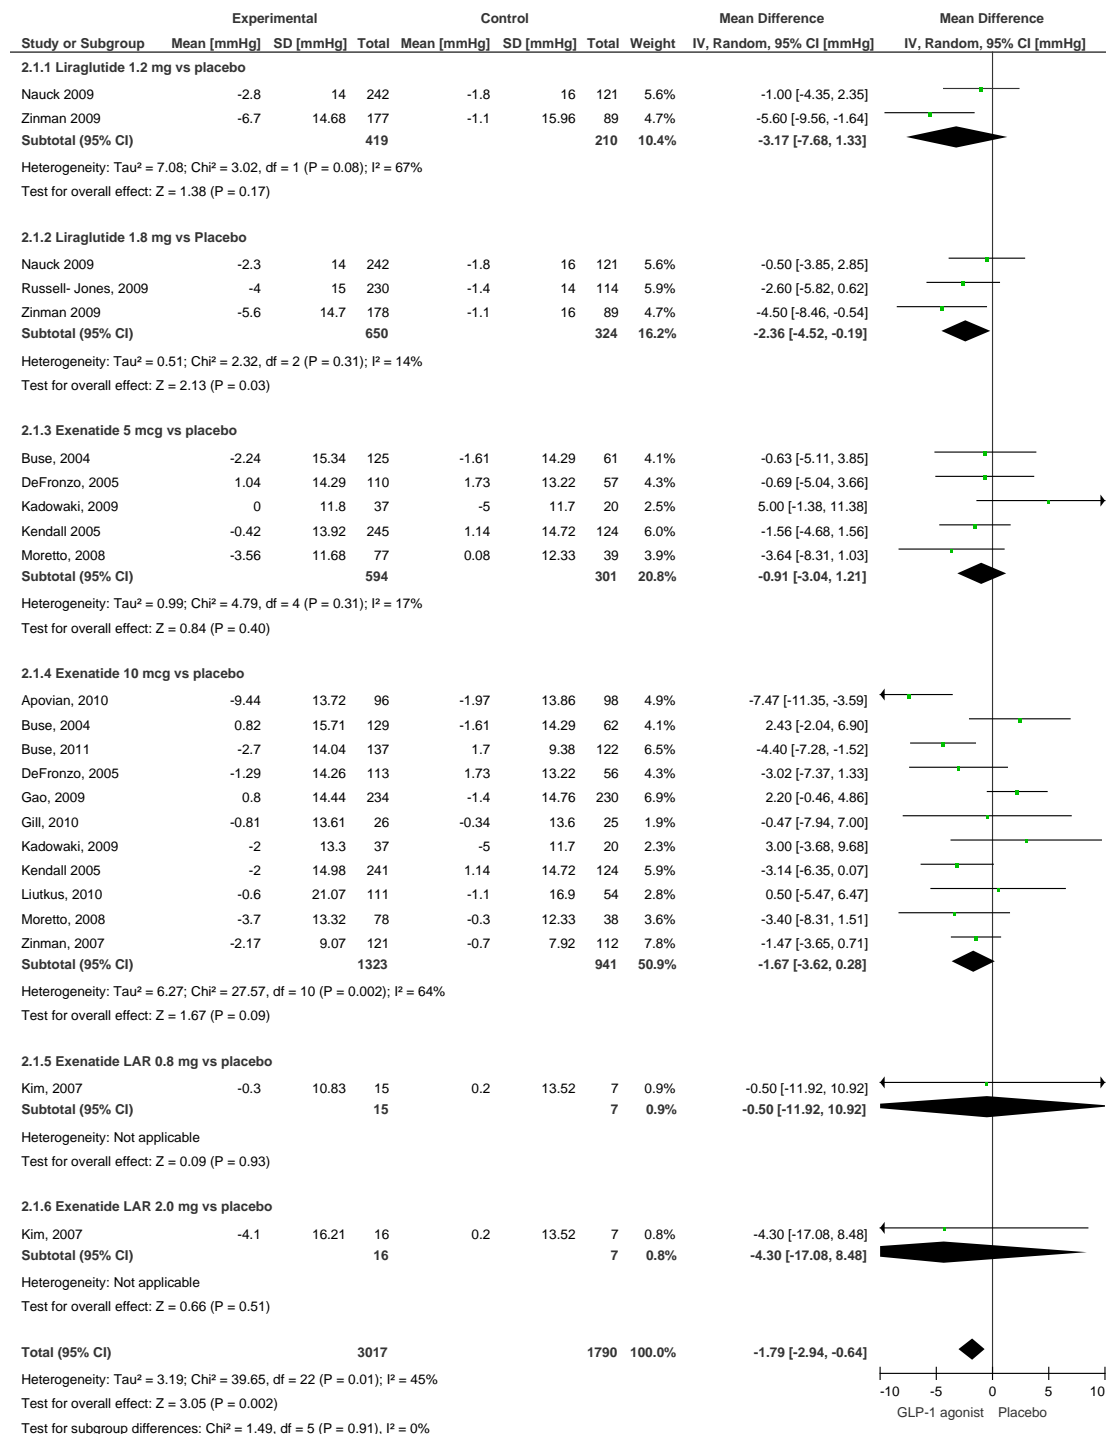 Experimental Control Mean Difference Mean Difference
Study or Subgroup Mean [mmHg] SD [mmHg] Total Mean [mmHg] SD [mmHg] Total Weight IV, Random, 95% CI [mmHg] IV, Random, 95% CI [mmHg]
2.1.1 Liraglutide 1.2 mg vs placebo
Nauck 2009 -2.8 14 242 -1.8 16 121 5.6% -1.00 [-4.35, 2.35]
Zinman 2009 -6.7 14.68 177 -1.1 15.96 89 4.7% -5.60 [-9.56, -1.64]
Subtotal (95% CI) 419 210 10.4% -3.17 [-7.68, 1.33]
Heterogeneity: Tau² = 7.08; Chi² = 3.02, df = 1 (P = 0.08); I² = 67%
Test for overall effect: Z = 1.38 (P = 0.17)
2.1.2 Liraglutide 1.8 mg vs Placebo
Nauck 2009 -2.3 14 242 -1.8 16 121 5.6% -0.50 [-3.85, 2.85]
Russell- Jones, 2009 -4 15 230 -1.4 14 114 5.9% -2.60 [-5.82, 0.62]
Zinman 2009 -5.6 14.7 178 -1.1 16 89 4.7% -4.50 [-8.46, -0.54]
Subtotal (95% CI) 650 324 16.2% -2.36 [-4.52, -0.19]
Heterogeneity: Tau² = 0.51; Chi² = 2.32, df = 2 (P = 0.31); I² = 14%
Test for overall effect: Z = 2.13 (P = 0.03)
2.1.3 Exenatide 5 mcg vs placebo
Buse, 2004 -2.24 15.34 125 -1.61 14.29 61 4.1% -0.63 [-5.11, 3.85]
DeFronzo, 2005 1.04 14.29 110 1.73 13.22 57 4.3% -0.69 [-5.04, 3.66]
Kadowaki, 2009 0 11.8 37 -5 11.7 20 2.5% 5.00 [-1.38, 11.38]
Kendall 2005 -0.42 13.92 245 1.14 14.72 124 6.0% -1.56 [-4.68, 1.56]
Moretto, 2008 -3.56 11.68 77 0.08 12.33 39 3.9% -3.64 [-8.31, 1.03]
Subtotal (95% CI) 594 301 20.8% -0.91 [-3.04, 1.21]
Heterogeneity: Tau² = 0.99; Chi² = 4.79, df = 4 (P = 0.31); I² = 17%
Test for overall effect: Z = 0.84 (P = 0.40)
2.1.4 Exenatide 10 mcg vs placebo
Apovian, 2010 -9.44 13.72 96 -1.97 13.86 98 4.9% -7.47 [-11.35, -3.59]
Buse, 2004 0.82 15.71 129 -1.61 14.29 62 4.1% 2.43 [-2.04, 6.90]
Buse, 2011 -2.7 14.04 137 1.7 9.38 122 6.5% -4.40 [-7.28, -1.52]
DeFronzo, 2005 -1.29 14.26 113 1.73 13.22 56 4.3% -3.02 [-7.37, 1.33]
Gao, 2009 0.8 14.44 234 -1.4 14.76 230 6.9% 2.20 [-0.46, 4.86]
Gill, 2010 -0.81 13.61 26 -0.34 13.6 25 1.9% -0.47 [-7.94, 7.00]
Kadowaki, 2009 -2 13.3 37 -5 11.7 20 2.3% 3.00 [-3.68, 9.68]
Kendall 2005 -2 14.98 241 1.14 14.72 124 5.9% -3.14 [-6.35, 0.07]
Liutkus, 2010 -0.6 21.07 111 -1.1 16.9 54 2.8% 0.50 [-5.47, 6.47]
Moretto, 2008 -3.7 13.32 78 -0.3 12.33 38 3.6% -3.40 [-8.31, 1.51]
Zinman, 2007 -2.17 9.07 121 -0.7 7.92 112 7.8% -1.47 [-3.65, 0.71]
Subtotal (95% CI) 1323 941 50.9% -1.67 [-3.62, 0.28]
Heterogeneity: Tau² = 6.27; Chi² = 27.57, df = 10 (P = 0.002); I² = 64%
Test for overall effect: Z = 1.67 (P = 0.09)
2.1.5 Exenatide LAR 0.8 mg vs placebo
Kim, 2007 -0.3 10.83 15 0.2 13.52 7 0.9% -0.50 [-11.92, 10.92]
Subtotal (95% CI) 15 7 0.9% -0.50 [-11.92, 10.92]
Heterogeneity: Not applicable
Test for overall effect: Z = 0.09 (P = 0.93)
2.1.6 Exenatide LAR 2.0 mg vs placebo
Kim, 2007 -4.1 16.21 16 0.2 13.52 7 0.8% -4.30 [-17.08, 8.48]
Subtotal (95% CI) 16 7 0.8% -4.30 [-17.08, 8.48]
Heterogeneity: Not applicable
Test for overall effect: Z = 0.66 (P = 0.51)
Total (95% CI) 3017 1790 100.0% -1.79 [-2.94, -0.64]
Heterogeneity: Tau² = 3.19; Chi² = 39.65, df = 22 (P = 0.01); I² = 45%
Test for overall effect: Z = 3.05 (P = 0.002)
Test for subgroup differences: Chi² = 1.49, df = 5 (P = 0.91), I² = 0%
-10 -5 0 5 10
GLP-1 agonist Placebo